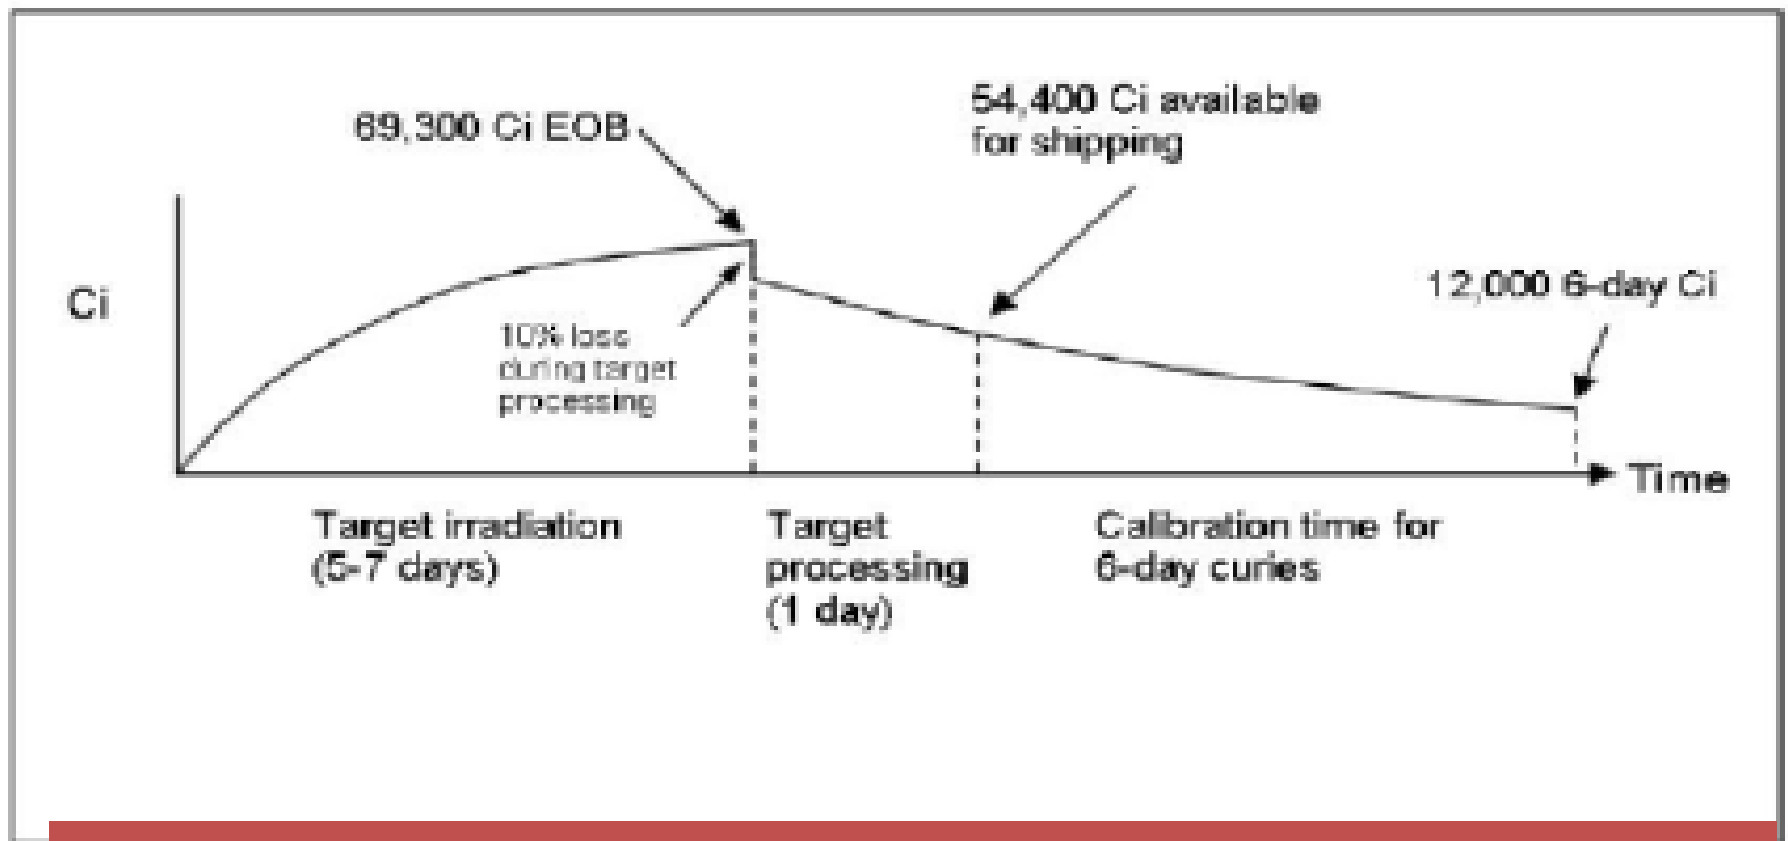 69,300 Ci EOB
54,400 Ci available
for shipping
Ci
12,000 6-day Ci
10% loss
during target
processing
Time
Target irradiation
(5-7 days)
Target
processing
(1 day)
Calibration time for
6-day curies